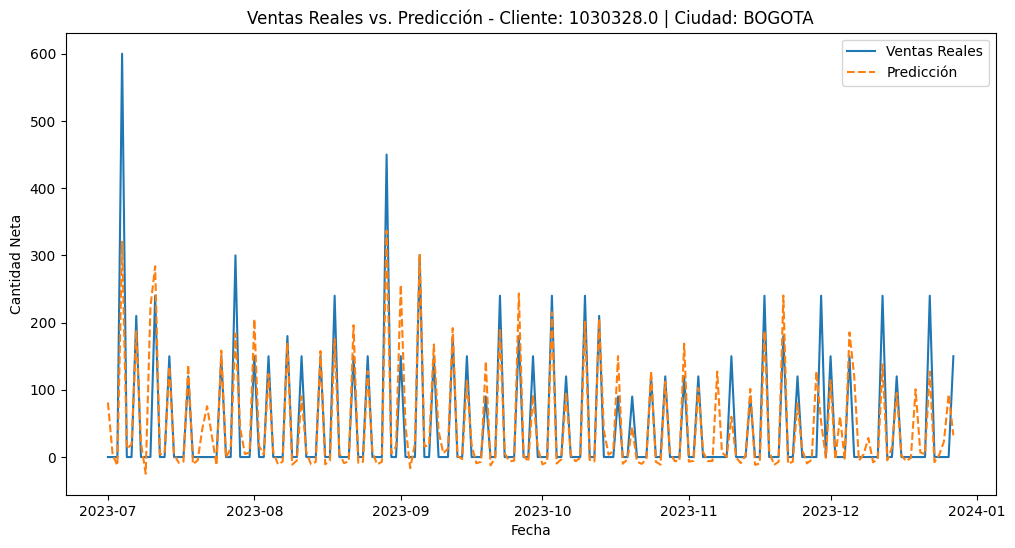 Ventas Reales vs. Predicción - Cliente: 1030328.0 | Ciudad: BOGOTA
Ventas Reales
Predicción
Cantidad Neta
600
500
400
300
200
100
0
2023-07
2023-08
2023-09
2023-10
2023-11
2023-12
2024-01
Fecha